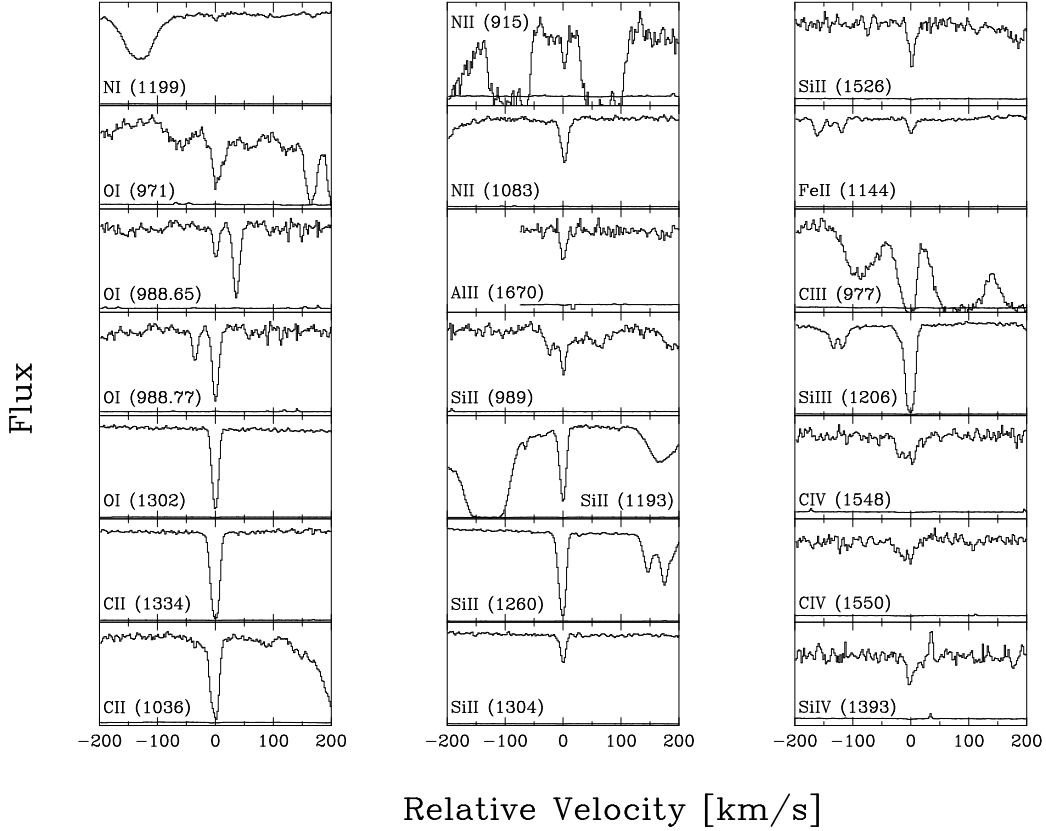 NI (1199)
OI (971)
OI (988.65)
OI (988.77)
OI (1302)
CII (1334)
CII (1036)
−200 −100 0 100 200
NII (915)
NII (1083)
AlII (1670)
SiII (989)
SiII (1193)
SiII (1260)
SiII (1304)
−200 −100 0 100 200
SiII (1526)
FeII (1144)
CIII (977)
SiIII (1206)
CIV (1548)
CIV (1550)
SiIV (1393)
−200 −100 0 100 200
Flux
Relative Velocity [km/s]